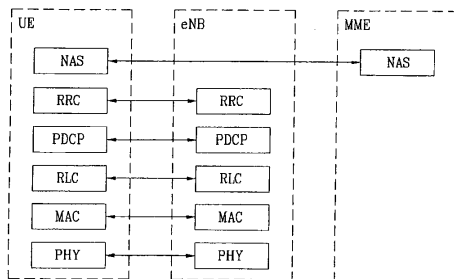 UE eNB MME
NAS NAS
RRC RRC
PDCP PDCP
RLC RLC
MAC MAC
PHY PHY